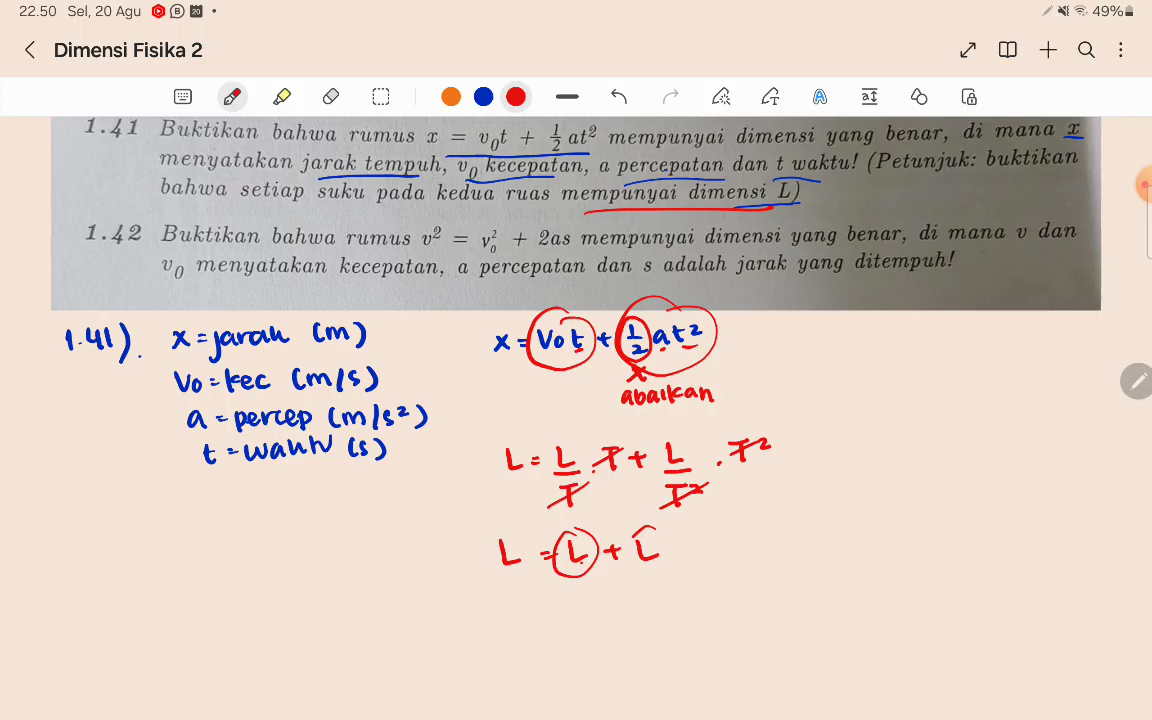 22.50 Sel, 20 Agu
49%
Dimensi Fisika 2
1.41 Buktikan bahwa rumus x = v₀t + ½ at² mempunyai dimensi yang benar, di mana x
menyatakan jarak tempuh, v₀ kecepatan, a percepatan dan t waktu! (Petunjuk: buktikan
bahwa setiap suku pada kedua ruas mempunyai dimensi L)
1.42 Buktikan bahwa rumus v² = v₀² + 2as mempunyai dimensi yang benar, di mana v dan
v₀ menyatakan kecepatan, a percepatan dan s adalah jarak yang ditempuh!
1.41). x = jarak (m)
v₀ = kec (m/s)
a = percep (m/s²)
t = waktu (s)
x = v₀t + ½ at²
x
abaikan
L = L/T . T + L/T² . T²
L = L + L